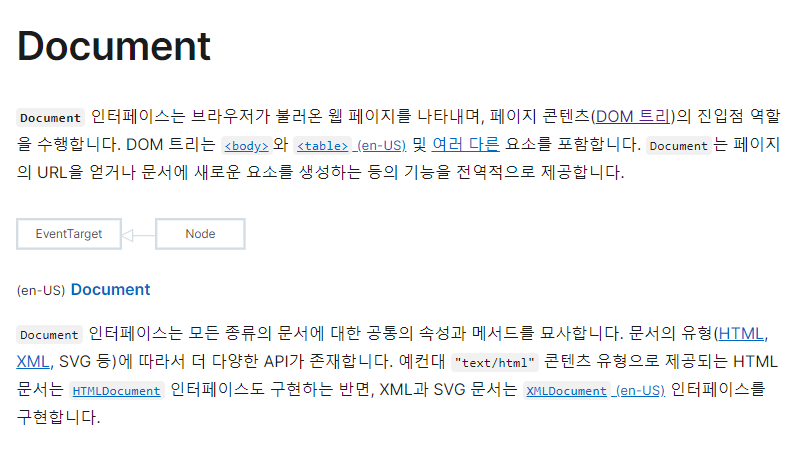 Document
Document 인터페이스는 브라우저가 불러온 웹 페이지를 나타내며, 페이지 콘텐츠(DOM 트리)의 진입점 역할
을 수행합니다. DOM 트리는 <body>와 <table> (en-US) 및 여러 다른 요소를 포함합니다. Document는 페이지
의 URL을 얻거나 문서에 새로운 요소를 생성하는 등의 기능을 전역적으로 제공합니다.
EventTarget Node
(en-US) Document
Document 인터페이스는 모든 종류의 문서에 대한 공통의 속성과 메서드를 묘사합니다. 문서의 유형(HTML,
XML, SVG 등)에 따라서 더 다양한 API가 존재합니다. 예컨대 "text/html" 콘텐츠 유형으로 제공되는 HTML
문서는 HTMLDocument 인터페이스도 구현하는 반면, XML과 SVG 문서는 XMLDocument (en-US) 인터페이스를
구현합니다.